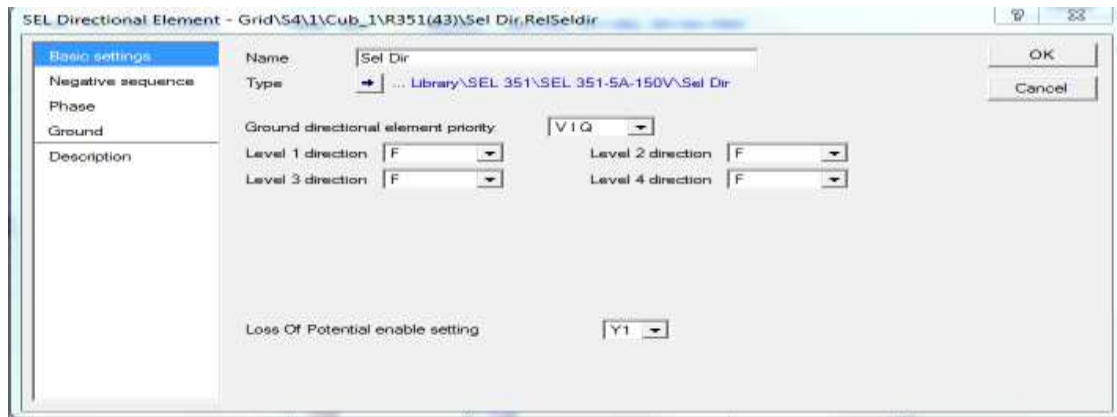 SEL Directional Element - Grid\S4\1\Cub_1\R351(43)\Sel Dir.RelSeldir
Basic settings
Negative sequence
Phase
Ground
Description
Name Sel Dir
Type ... Library\SEL 351\SEL 351-5A-150V\Sel Dir
Ground directional element priority V I Q
Level 1 direction F Level 2 direction F
Level 3 direction F Level 4 direction F
Loss Of Potential enable setting Y1
OK
Cancel